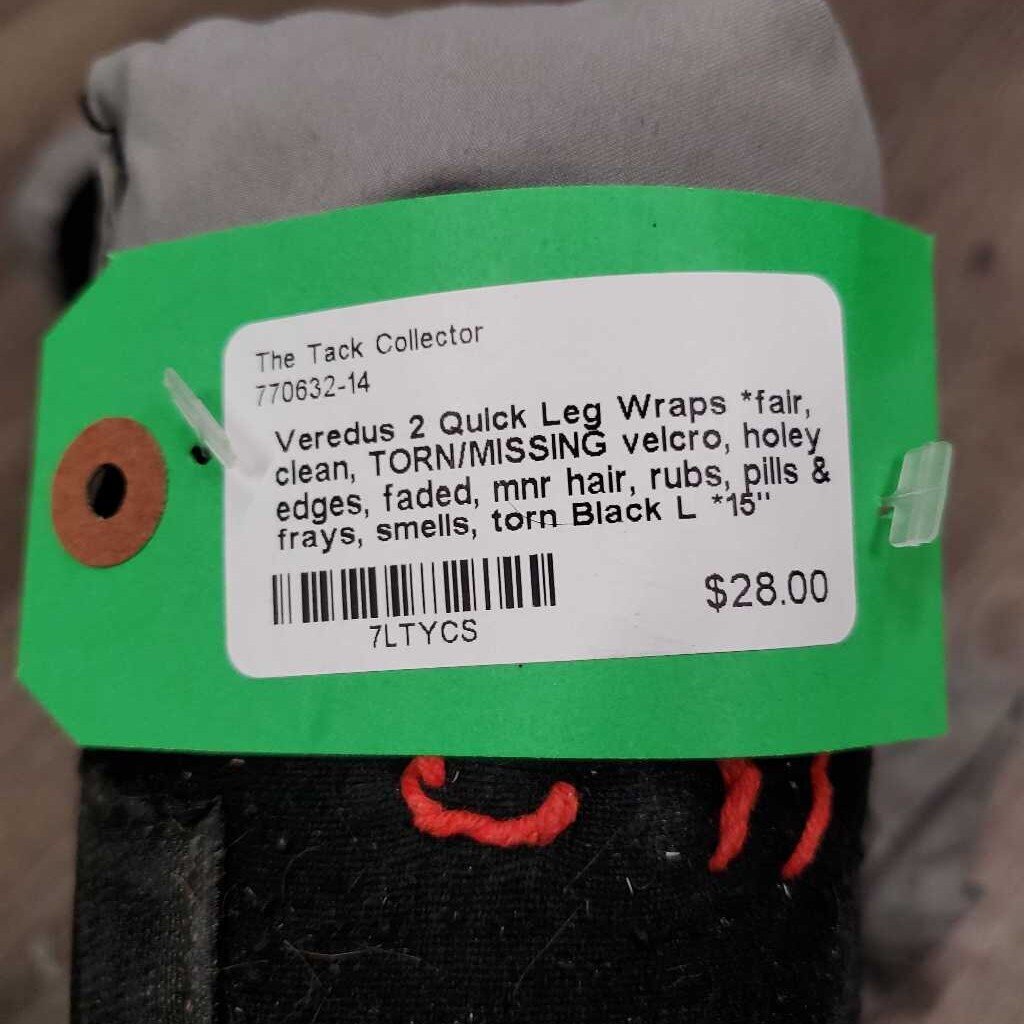 The Tack Collector
770632-14
Veredus 2 Quick Leg Wraps *fair,
clean, TORN/MISSING velcro, holey
edges, faded, mnr hair, rubs, pills &
frays, smells, torn Black L *15"
$28.00
7LTYCS